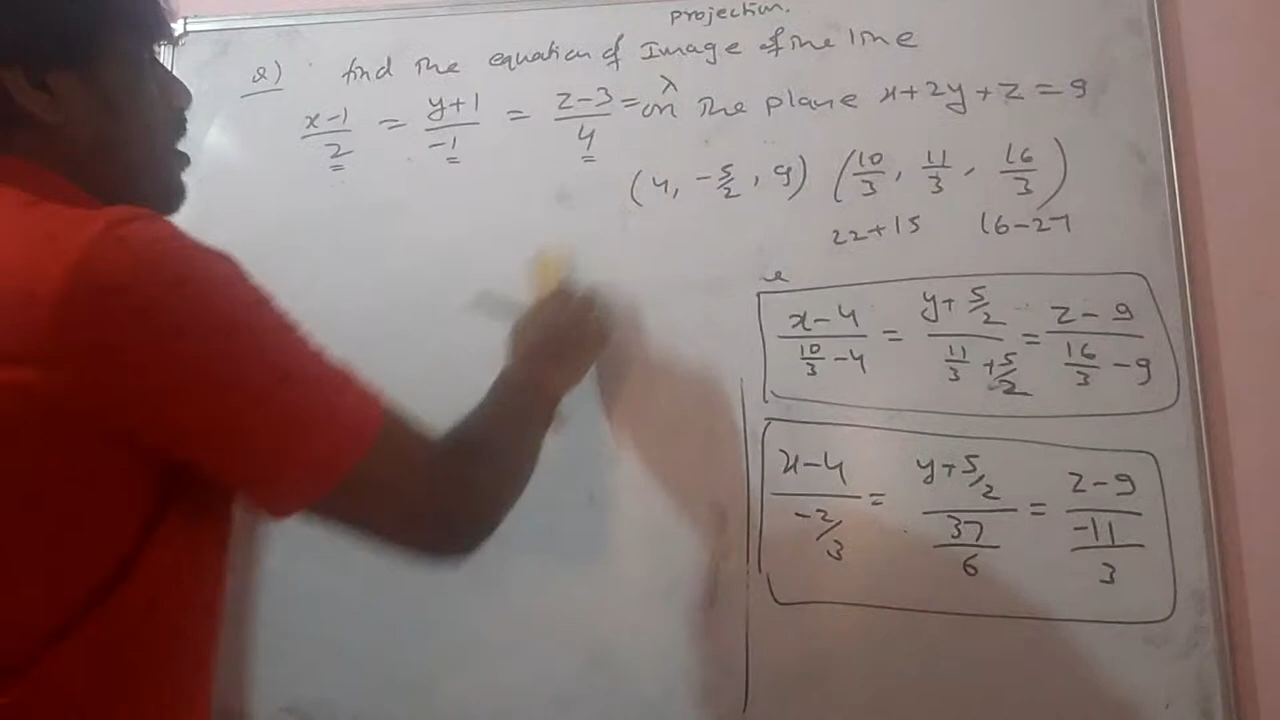 Projection.
Q) find the equation of Image of the line
x-1/2 = y+1/-1 = z-3/4 = λ on the plane x+2y+z=9
(4, -5/2, 9) (10/3, 11/3, 16/3)
22+15 16-27
x-4/(10/3 -4) = y+5/2/(11/3 +5/2) = z-9/(16/3 -9)
x-4/(-2/3) = y+5/2/(37/6) = z-9/(-11/3)